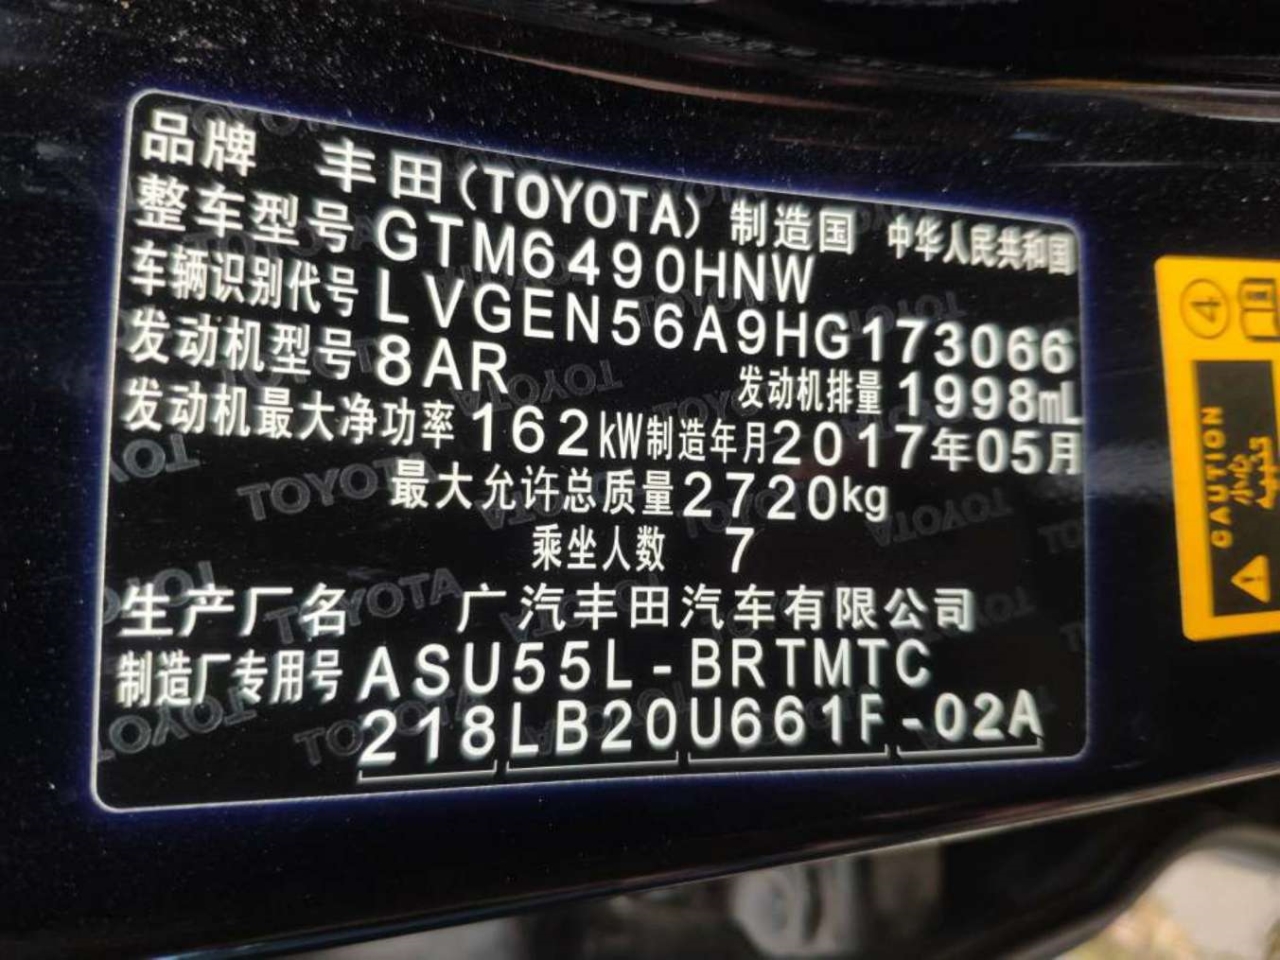 品牌 丰田(TOYOTA) 制造国 中华人民共和国
整车型号 GTM6490HNW
车辆识别代号 LVGEN56A9HG173066
发动机型号 8AR 发动机排量 1998mL
发动机最大净功率 162kW 制造年月 2017年05月
最大允许总质量 2720kg
乘坐人数 7
生产厂名 广汽丰田汽车有限公司
制造厂专用号 ASU55L-BRTMTC
218LB20U661F-02A
④
CAUTION